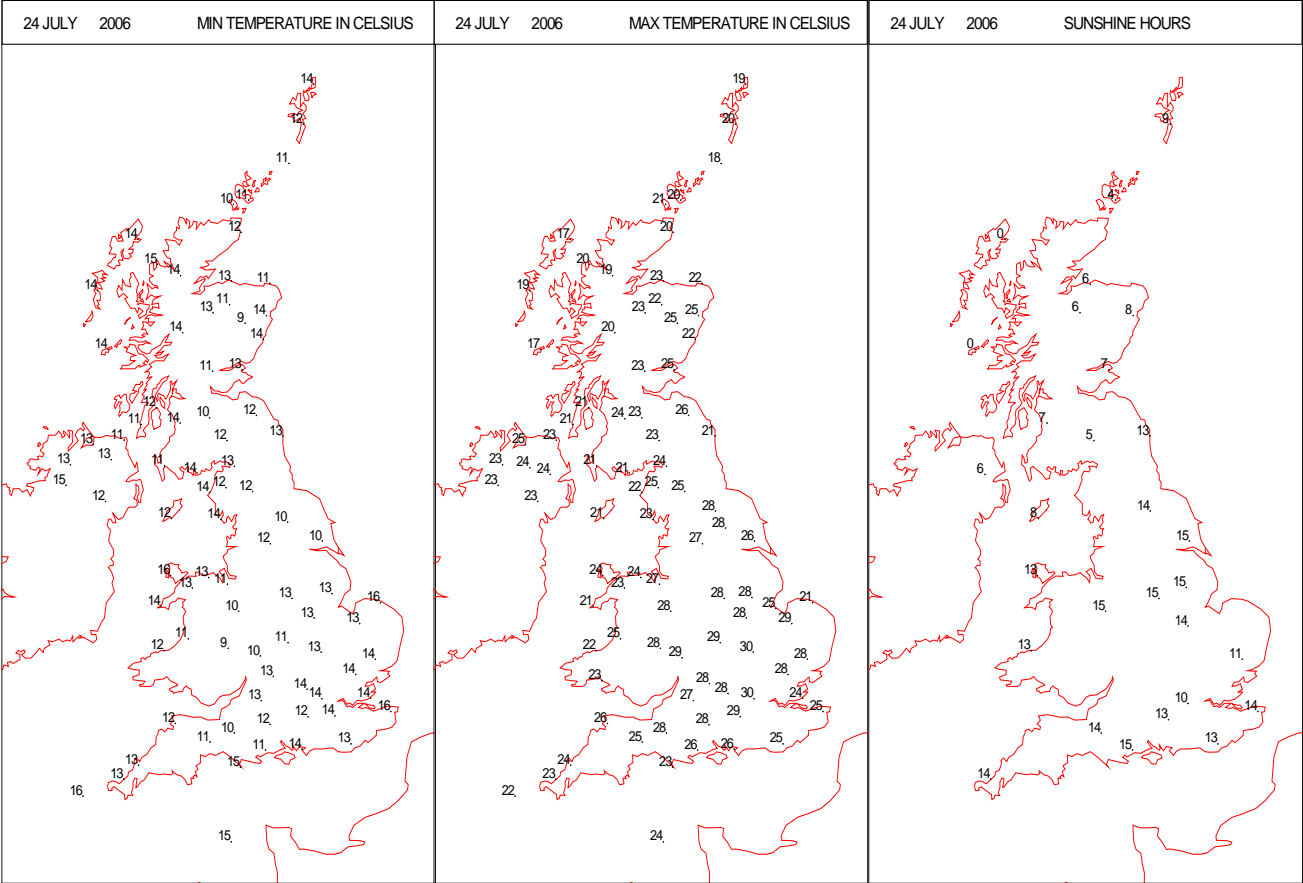 24 JULY 2006 MIN TEMPERATURE IN CELSIUS
14
12
11
10 11
12
14
15 14
13 11
14
11
13 14
9
14 14
14
11 13
12
11 14 10 12
13 11 12 13
13 13 11 14 13
15 14 12 12
12
12 14 10
12 10
16 13 11
13 13 13
14 10 16
13 13
11 11
12 9 10 13 14
13 14
13 14 14 14
16
12 12 12 14
10
11 11 14 13
15
13
13
16
15
24 JULY 2006 MAX TEMPERATURE IN CELSIUS
19
20
18
21 20
20
17
20 19
23 22
19
22
23 25
25
20 22
17
23 25
21
21 24 23 26
25 23 23 21
23 24 24 21 21 24
23 22 25 25
23
21 23 28
28
27 26
24 24 27
23 28 28
21 28 25 21
28 29
25 28
22 28 29 30 28
23 28 28
27 28 30 24
25
26 28 29
28
25 26 26 25
24 23
23
22
24
24 JULY 2006 SUNSHINE HOURS
9
4
0
6
6 8
0
7
7
5 13
6
8 14
15
13 15
15 15
14
13 11
10 14
13
14 15 13
14